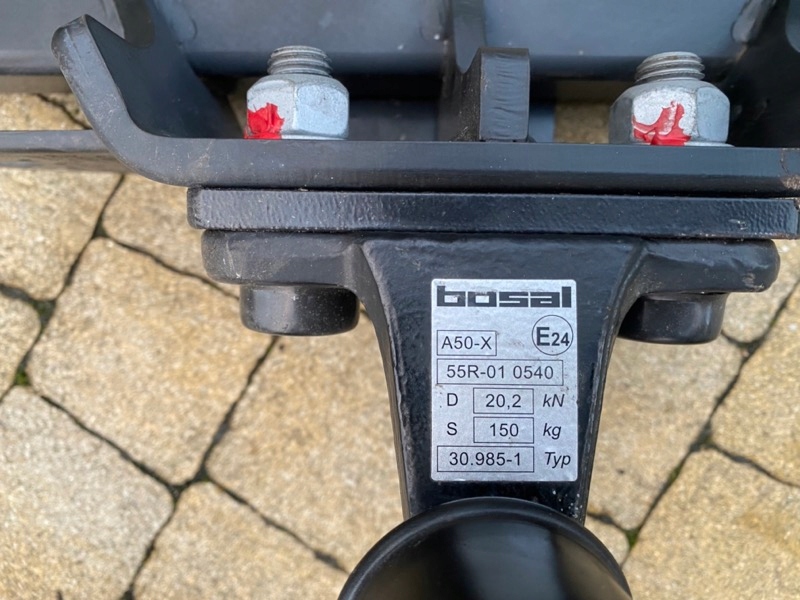 bosal
A50-X E24
55R-01 0540
D 20,2 kN
S 150 kg
30.985-1 Typ